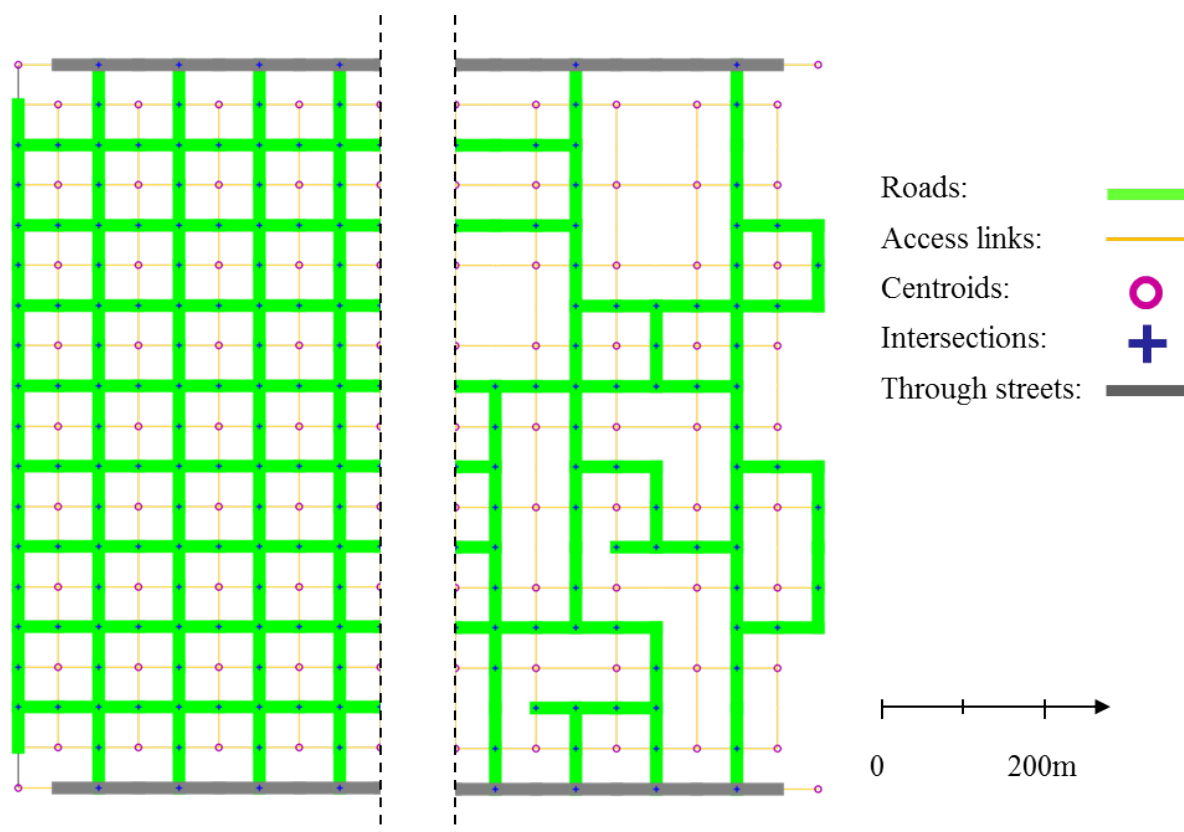 Roads:
Access links:
Centroids:
Intersections:
Through streets:
0 200m